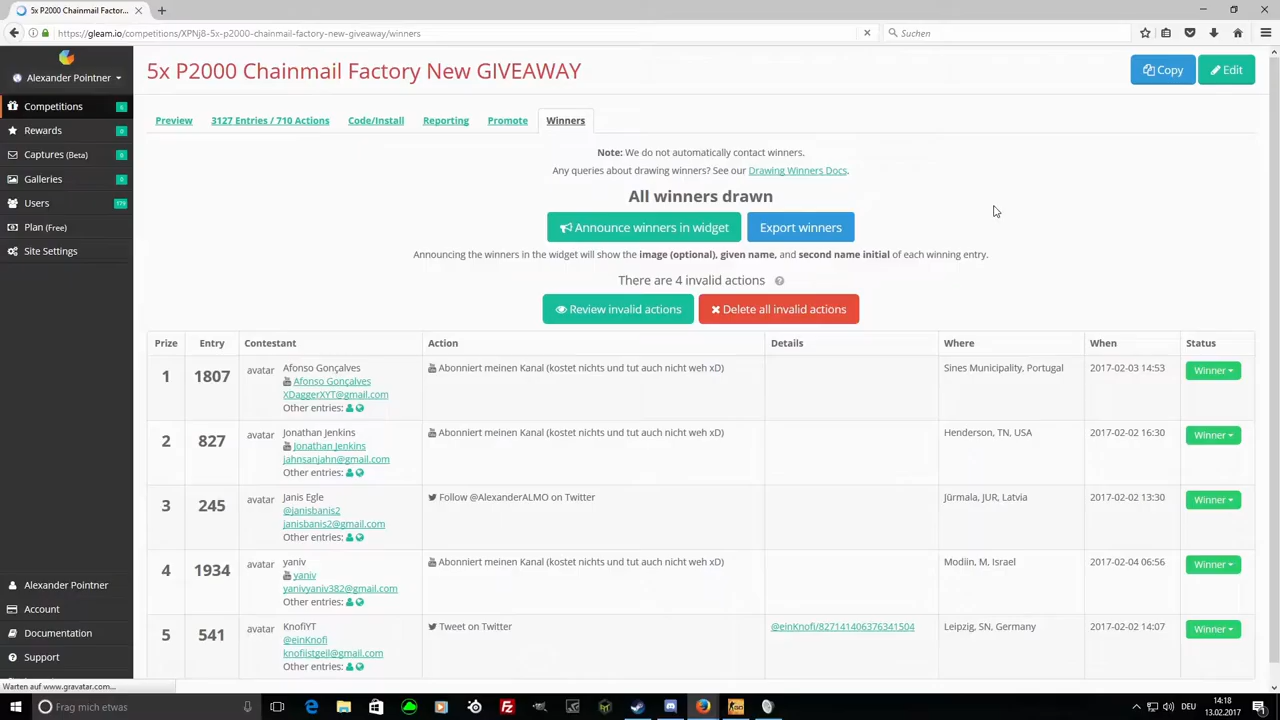 5x P2000 Chainmail Factor...
https://gleam.io/competitions/XPNj8-5x-p2000-chainmail-factory-new-giveaway/winners
Suchen
Alexander Pointner
Competitions 6
Rewards 0
Captures (Beta) 0
Galleries 0
Users 179
Plan (Free)
Site Settings
Alexander Pointner
Account
Documentation
Support
5x P2000 Chainmail Factory New GIVEAWAY
Copy
Edit
Preview 3127 Entries / 710 Actions Code/Install Reporting Promote Winners
Note: We do not automatically contact winners.
Any queries about drawing winners? See our Drawing Winners Docs.
All winners drawn
Announce winners in widget Export winners
Announcing the winners in the widget will show the image (optional), given name, and second name initial of each winning entry.
There are 4 invalid actions ?
Review invalid actions Delete all invalid actions
Prize Entry Contestant Action Details Where When Status
1 1807 avatar Afonso Gonçalves Abonniert meinen Kanal (kostet nichts und tut auch nicht weh xD) Sines Municipality, Portugal 2017-02-03 14:53 Winner
Afonso Gonçalves
XDaggerXYT@gmail.com
Other entries:
2 827 avatar Jonathan Jenkins Abonniert meinen Kanal (kostet nichts und tut auch nicht weh xD) Henderson, TN, USA 2017-02-02 16:30 Winner
Jonathan Jenkins
jahnsanjahn@gmail.com
Other entries:
3 245 avatar Janis Egle Follow @AlexanderALMO on Twitter Jūrmala, JUR, Latvia 2017-02-02 13:30 Winner
@janisbanis2
janisbanis2@gmail.com
Other entries:
4 1934 avatar yaniv Abonniert meinen Kanal (kostet nichts und tut auch nicht weh xD) Modiin, M, Israel 2017-02-04 06:56 Winner
yaniv
yanivyaniv382@gmail.com
Other entries:
5 541 avatar KnofiYT Tweet on Twitter @einKnofi/827141406376341504 Leipzig, SN, Germany 2017-02-02 14:07 Winner
@einKnofi
knofiistgeil@gmail.com
Other entries:
Warten auf www.gravatar.com...
Frag mich etwas
DEU
14:18
13.02.2017